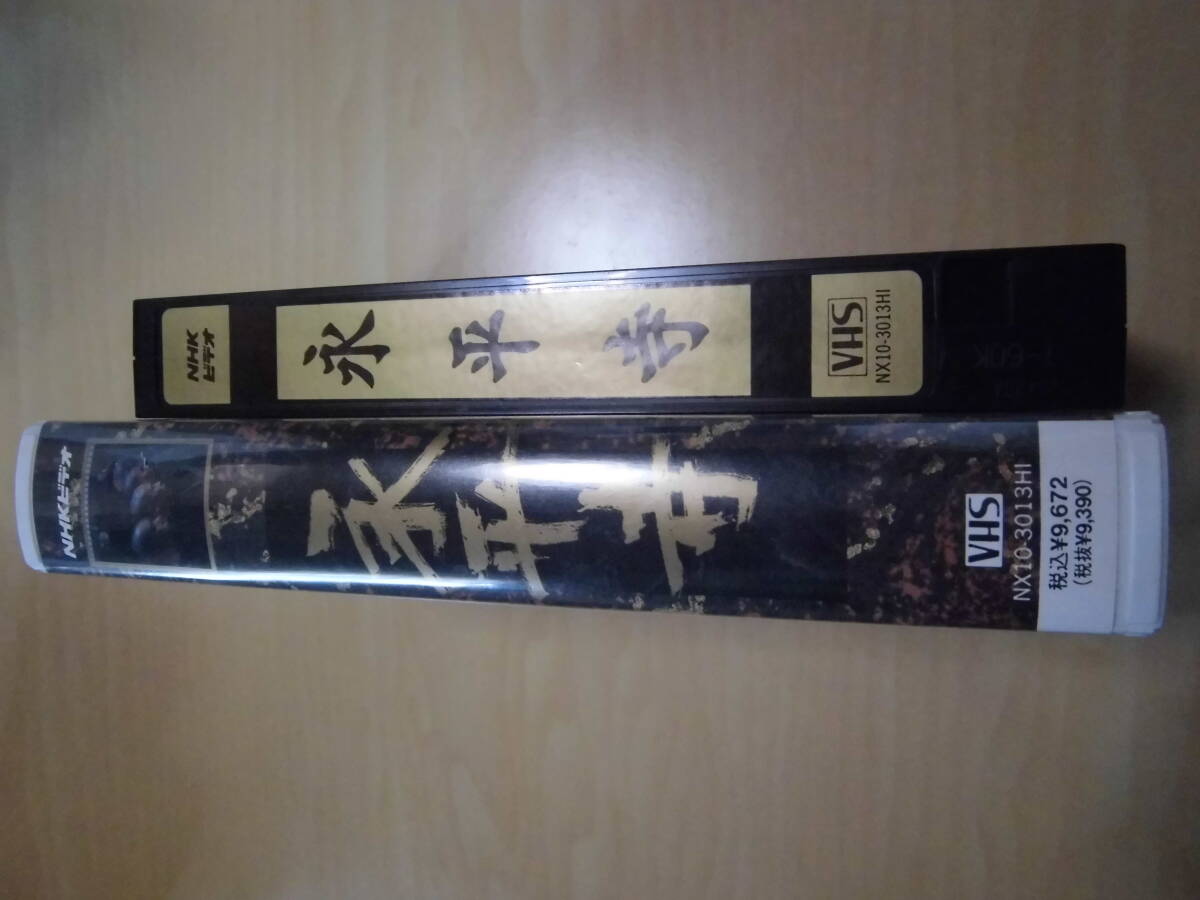 NHK
ビデオ
永平寺
VHS
NX10-3013HI
NHKビデオ
永平寺
VHS
NX10-3013HI
税込¥9,672
(税抜¥9,390)